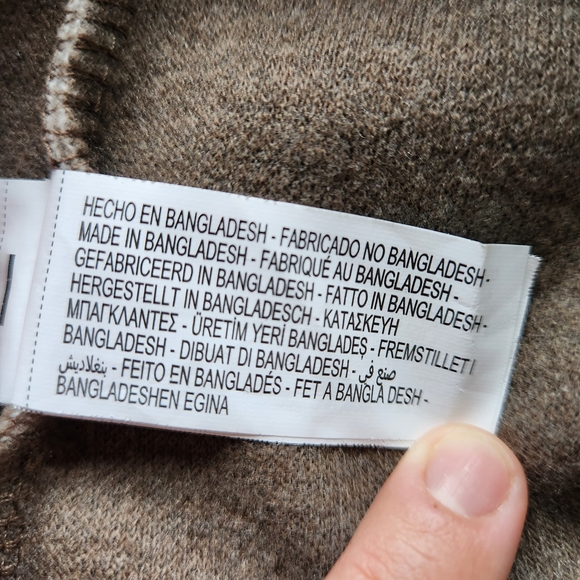 HECHO EN BANGLADESH - FABRICADO NO BANGLADESH -
MADE IN BANGLADESH - FABRIQUÉ AU BANGLADESH -
GEFABRICEERD IN BANGLADESH - FATTO IN BANGLADESH -
HERGESTELLT IN BANGLADESCH - ΚΑΤΑΣΚΕΥΗ
ΜΠΑΓΚΛΑΝΤΕΣ - ÜRETİM YERİ BANGLADEŞ - FREMSTILLET I
BANGLADESH - DIBUAT DI BANGLADESH - صنع في
بنغلاديش - FEITO EN BANGLADÉS - FET A BANGLADESH -
BANGLADESHEN EGINA